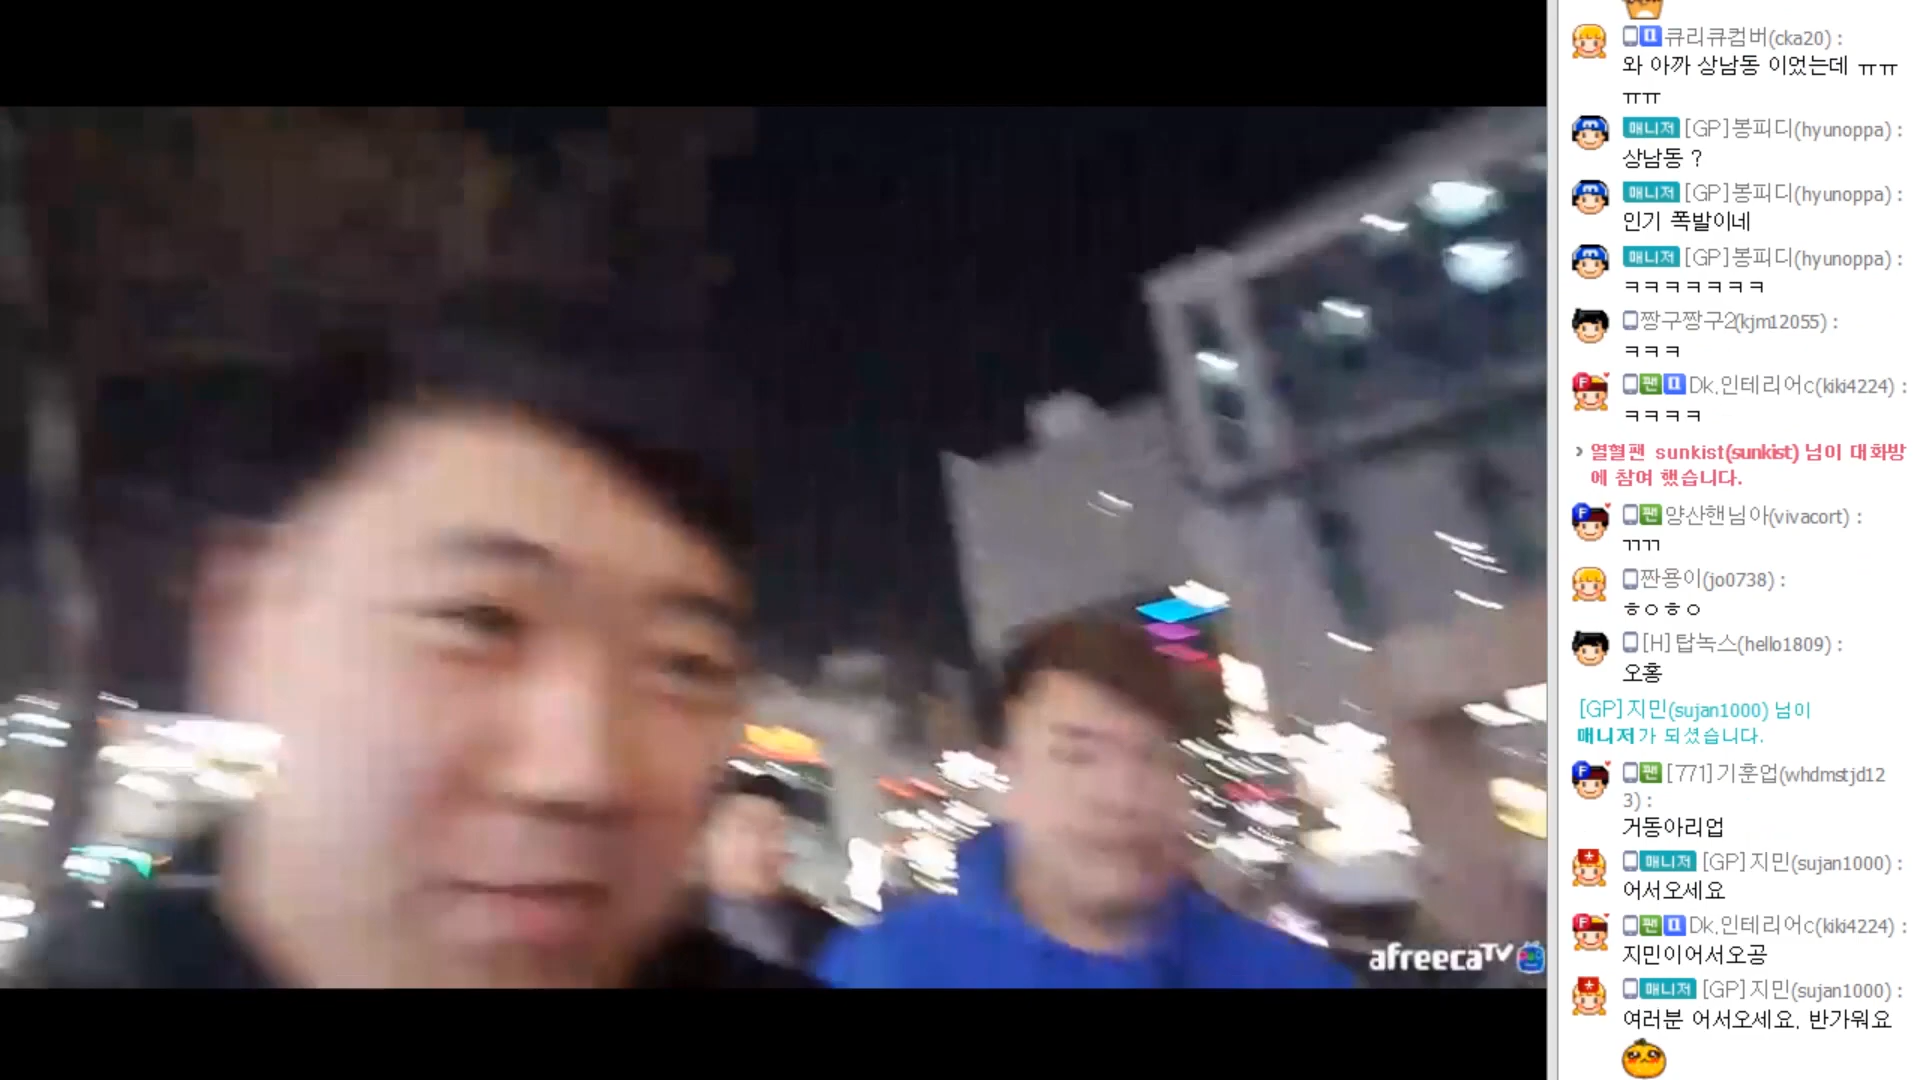 큐리큐컴버(cka20) :
와 아까 상남동 이었는데 ㅠㅠ
ㅠㅠ
매니저 [GP]봉피디(hyunoppa) :
상남동 ?
매니저 [GP]봉피디(hyunoppa) :
인기 폭발이네
매니저 [GP]봉피디(hyunoppa) :
ㅋㅋㅋㅋㅋㅋㅋ
짱구짱구2(kjm12055) :
ㅋㅋㅋ
팬 Dk.인테리어c(kiki4224) :
ㅋㅋㅋㅋ
열혈팬 sunkist(sunkist) 님이 대화방
에 참여 했습니다.
팬 양산핸님아(vivacort) :
ㄲㄲ
짠용이(jo0738) :
ㅎㅇㅎㅇ
[H]탑녹스(hello1809) :
오홍
[GP]지민(sujan1000) 님이
매니저가 되셨습니다.
팬 [771]기훈업(whdmstjd12
3) :
거동아리업
매니저 [GP]지민(sujan1000) :
어서오세요
팬 Dk.인테리어c(kiki4224) :
지민이어서오공
매니저 [GP]지민(sujan1000) :
여러분 어서오세요. 반가워요
afreecaTV